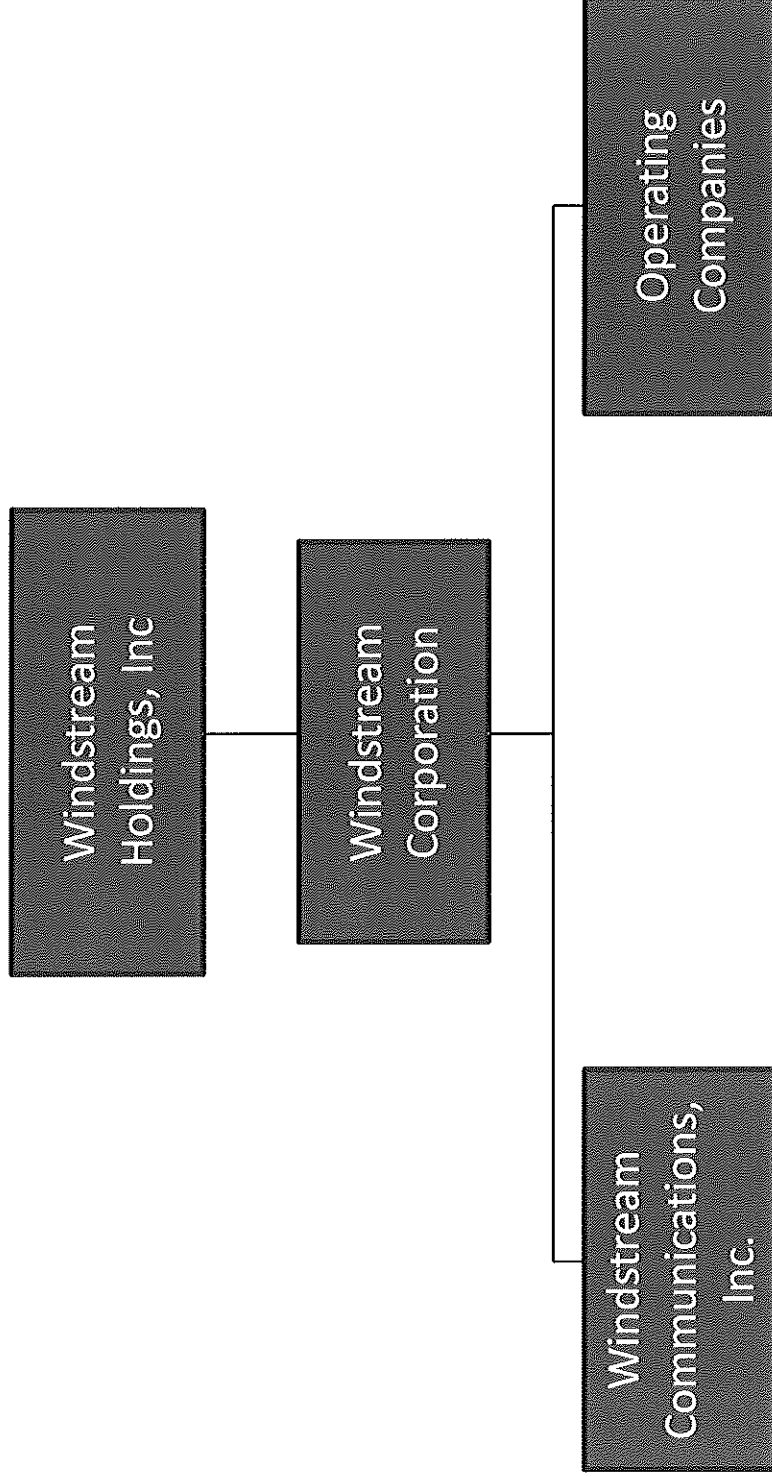 Windstream
Holdings, Inc
Windstream
Corporation
Windstream
Communications,
Inc.
Operating
Companies